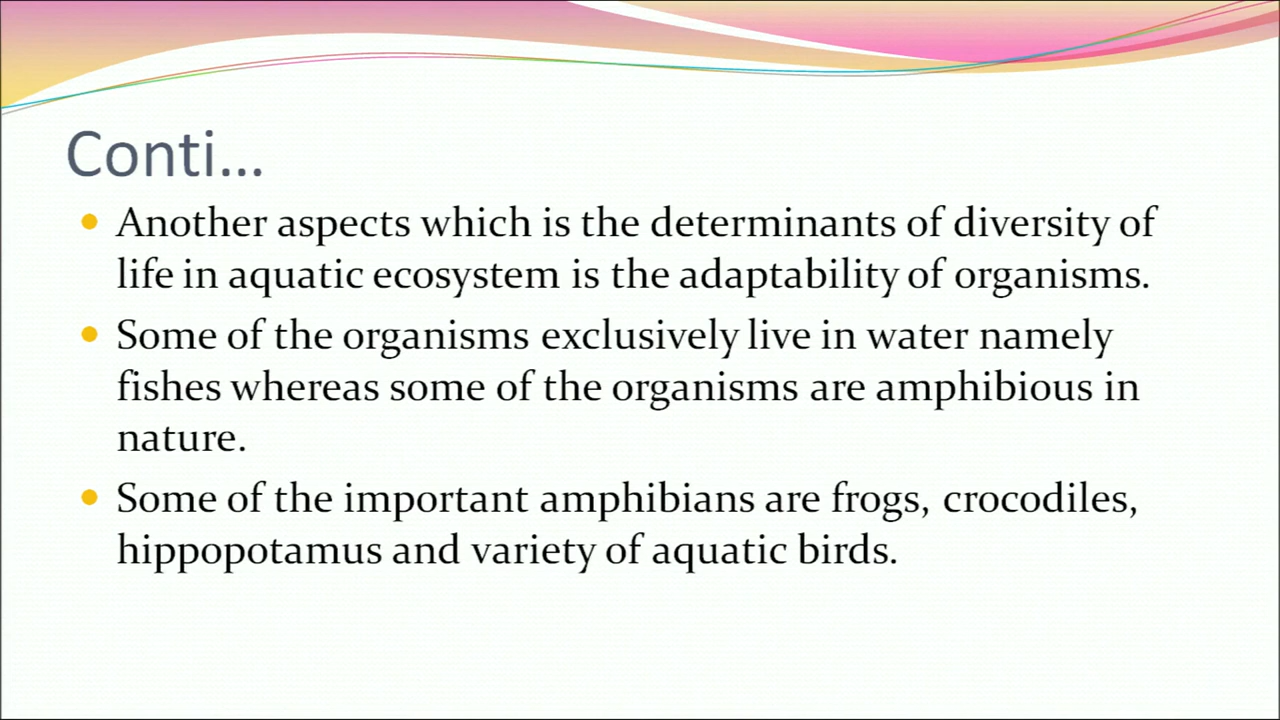 Conti...
Another aspects which is the determinants of diversity of
life in aquatic ecosystem is the adaptability of organisms.
Some of the organisms exclusively live in water namely
fishes whereas some of the organisms are amphibious in
nature.
Some of the important amphibians are frogs, crocodiles,
hippopotamus and variety of aquatic birds.